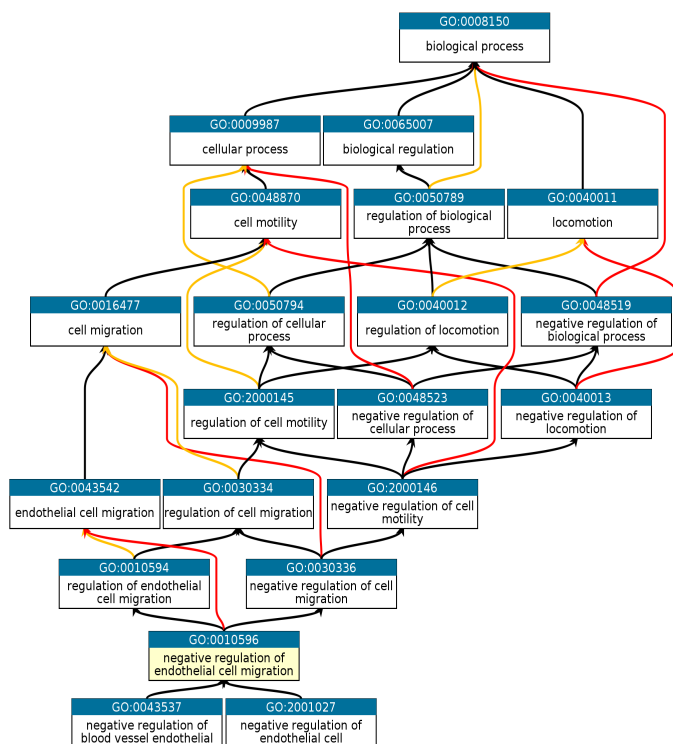 GO:0008150
biological process
GO:0009987
cellular process
GO:0065007
biological regulation
GO:0048870
cell motility
GO:0050789
regulation of biological
process
GO:0040011
locomotion
GO:0016477
cell migration
GO:0050794
regulation of cellular
process
GO:0040012
regulation of locomotion
GO:0048519
negative regulation of
biological process
GO:2000145
regulation of cell motility
GO:0048523
negative regulation of
cellular process
GO:0040013
negative regulation of
locomotion
GO:0043542
endothelial cell migration
GO:0030334
regulation of cell migration
GO:2000146
negative regulation of cell
motility
GO:0010594
regulation of endothelial
cell migration
GO:0030336
negative regulation of cell
migration
GO:0010596
negative regulation of
endothelial cell migration
GO:0043537
negative regulation of
blood vessel endothelial
GO:2001027
negative regulation of
endothelial cell